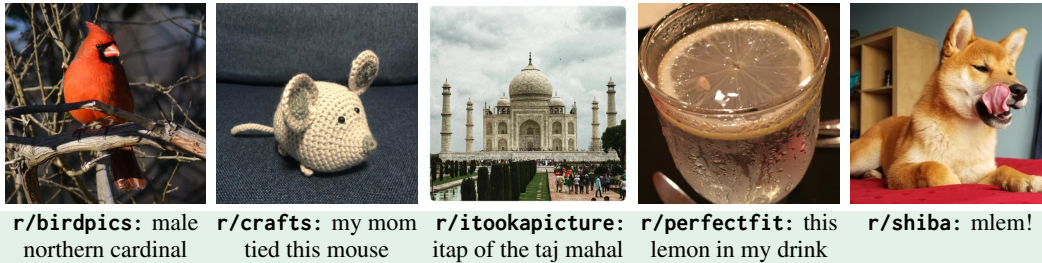 r/birdpics: male
northern cardinal
r/crafts: my mom
tied this mouse
r/itookapicture:
itap of the taj mahal
r/perfectfit: this
lemon in my drink
r/shiba: mlem!